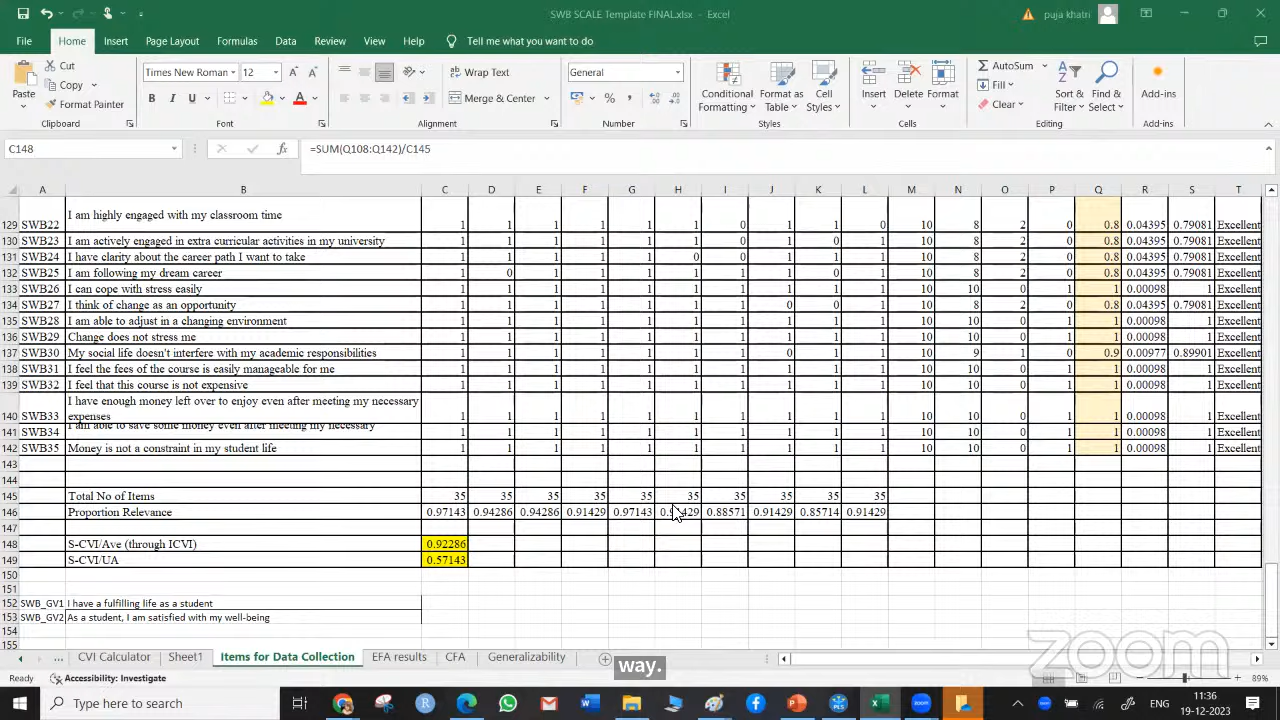 SWB SCALE Template FINAL.xlsx - Excel
puja khatri
File Home Insert Page Layout Formulas Data Review View Help Tell me what you want to do
Cut
Copy
Format Painter
Paste
Clipboard
Times New Roman 12
B I U
Font
Wrap Text
Merge & Center
Alignment
General
Number
Conditional Formatting
Format as Table
Cell Styles
Styles
Insert Delete Format
Cells
AutoSum
Fill
Clear
Sort & Filter
Find & Select
Editing
Add-ins
Add-ins
C148 =SUM(Q108:Q142)/C145
A B C D E F G H I J K L M N O P Q R S T
129 SWB22 I am highly engaged with my classroom time 1 1 1 1 1 1 0 1 1 0 10 8 2 0 0.8 0.04395 0.79081 Excellent
130 SWB23 I am actively engaged in extra curricular activities in my university 1 1 1 1 1 1 0 1 0 1 10 8 2 0 0.8 0.04395 0.79081 Excellent
131 SWB24 I have clarity about the career path I want to take 1 1 1 1 1 0 0 1 1 1 10 8 2 0 0.8 0.04395 0.79081 Excellent
132 SWB25 I am following my dream career 1 0 1 1 1 1 1 1 0 1 10 8 2 0 0.8 0.04395 0.79081 Excellent
133 SWB26 I can cope with stress easily 1 1 1 1 1 1 1 1 1 1 10 10 0 1 1 0.00098 1 Excellent
134 SWB27 I think of change as an opportunity 1 1 1 1 1 1 1 0 0 1 10 8 2 0 0.8 0.04395 0.79081 Excellent
135 SWB28 I am able to adjust in a changing environment 1 1 1 1 1 1 1 1 1 1 10 10 0 1 1 0.00098 1 Excellent
136 SWB29 Change does not stress me 1 1 1 1 1 1 1 1 1 1 10 10 0 1 1 0.00098 1 Excellent
137 SWB30 My social life doesn't interfere with my academic responsibilities 1 1 1 1 1 1 1 0 1 1 10 9 1 0 0.9 0.00977 0.89901 Excellent
138 SWB31 I feel the fees of the course is easily manageable for me 1 1 1 1 1 1 1 1 1 1 10 10 0 1 1 0.00098 1 Excellent
139 SWB32 I feel that this course is not expensive 1 1 1 1 1 1 1 1 1 1 10 10 0 1 1 0.00098 1 Excellent
I have enough money left over to enjoy even after meeting my necessary
140 SWB33 expenses 1 1 1 1 1 1 1 1 1 1 10 10 0 1 1 0.00098 1 Excellent
I am able to save some money even after meeting my necessary
141 SWB34 1 1 1 1 1 1 1 1 1 1 10 10 0 1 1 0.00098 1 Excellent
142 SWB35 Money is not a constraint in my student life 1 1 1 1 1 1 1 1 1 1 10 10 0 1 1 0.00098 1 Excellent
143
144
145 Total No of Items 35 35 35 35 35 35 35 35 35 35
146 Proportion Relevance 0.97143 0.94286 0.94286 0.91429 0.97143 0.88571 0.91429 0.85714 0.91429
147
148 S-CVI/Ave (through ICVI) 0.92286
149 S-CVI/UA 0.57143
150
151
152 SWB_GV1 I have a fulfilling life as a student
153 SWB_GV2 As a student, I am satisfied with my well-being
154
155
zoom
... CVI Calculator Sheet1 Items for Data Collection EFA results CFA Generalizability
way.
Ready Accessibility: Investigate 89%
Type here to search
ENG 11:36
19-12-2023